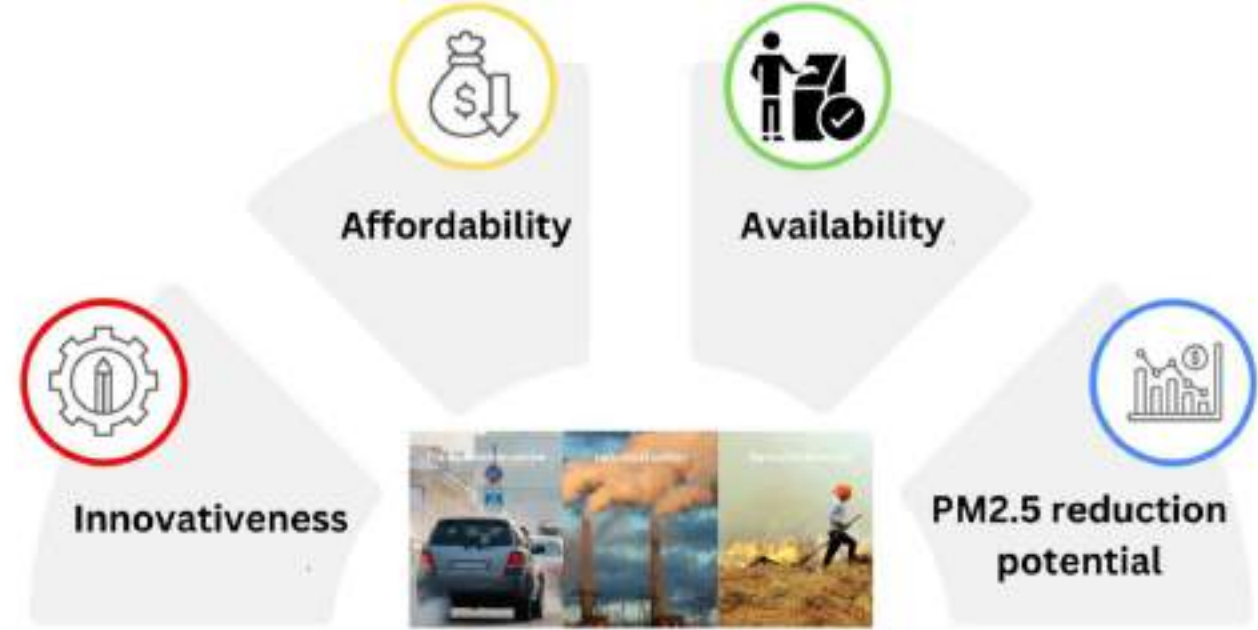 Affordability
Availability
Innovativeness
PM2.5 reduction
potential
$
$